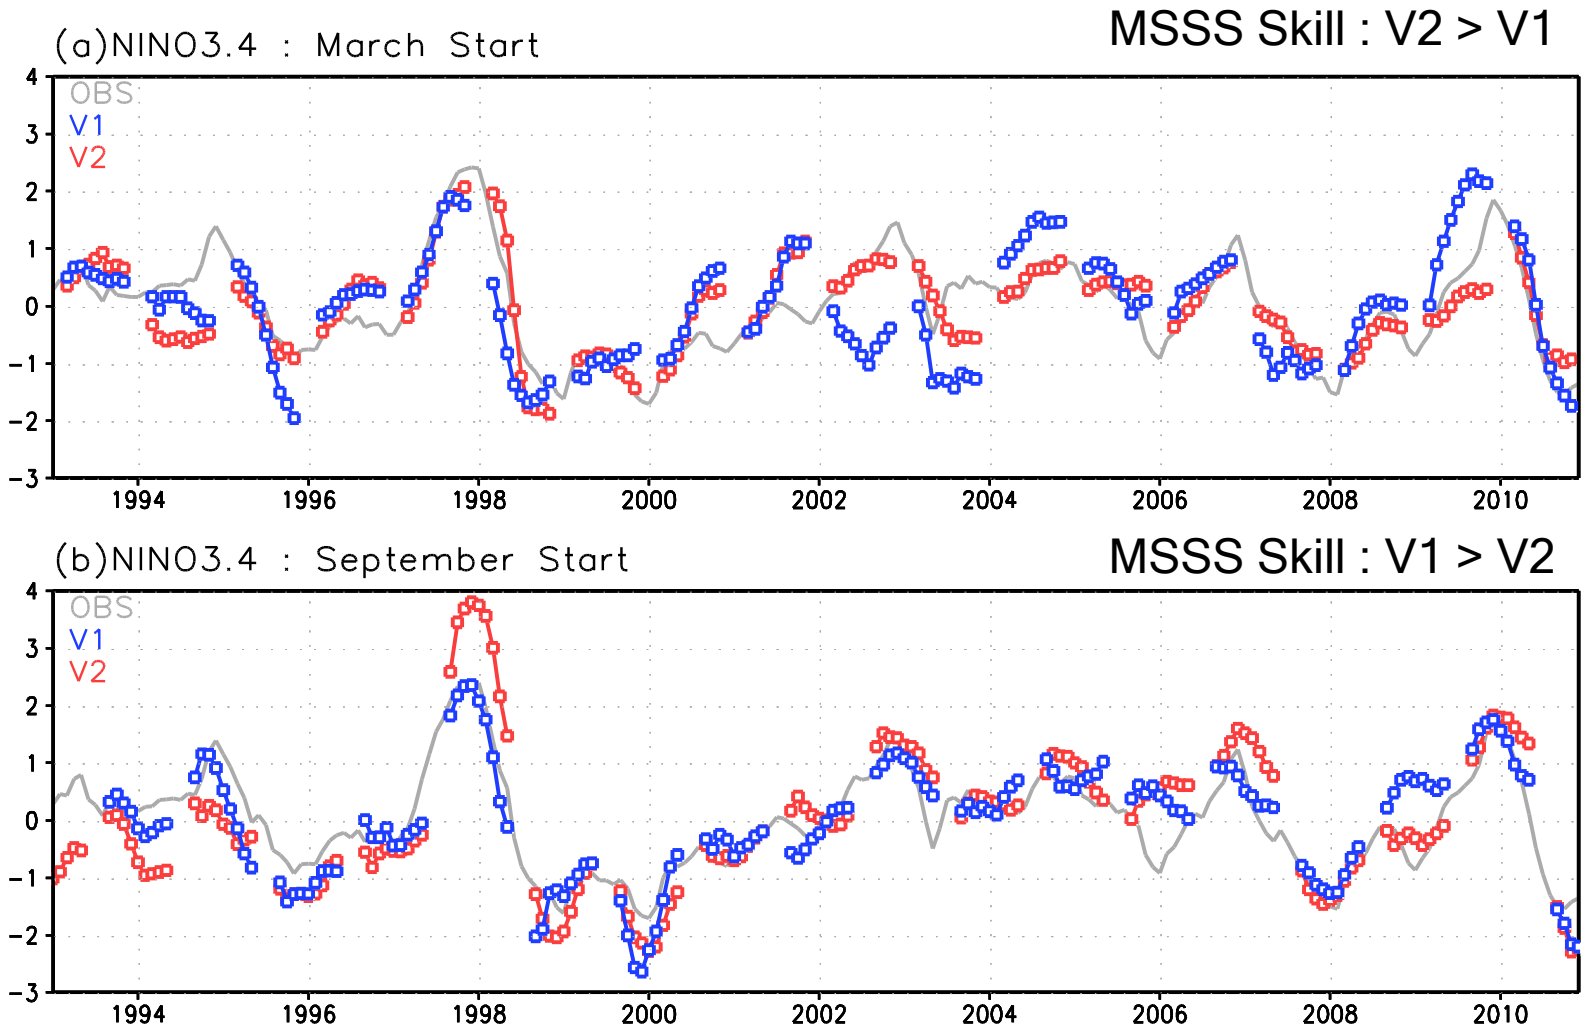 (a)NINO3.4 : March Start
MSSS Skill : V2 > V1
4
OBS
V1
3
V2
2
1
0
−1
−2
−3
1994 1996 1998 2000 2002 2004 2006 2008 2010
(b)NINO3.4 : September Start
MSSS Skill : V1 > V2
4
OBS
V1
3
V2
2
1
0
−1
−2
−3
1994 1996 1998 2000 2002 2004 2006 2008 2010